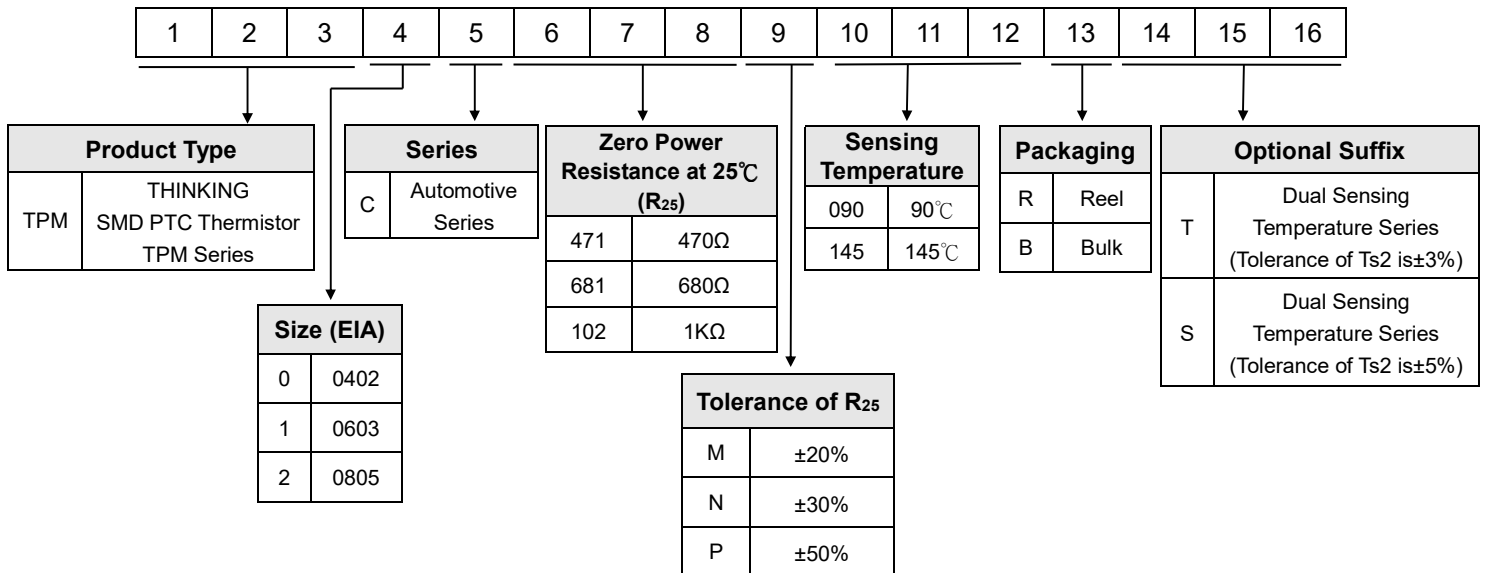 1 2 3 4 5 6 7 8 9 10 11 12 13 14 15 16
Product Type
TPM THINKING
SMD PTC Thermistor
TPM Series
Size (EIA)
0 0402
1 0603
2 0805
Series
C Automotive
Series
Zero Power
Resistance at 25℃
(R25)
471 470Ω
681 680Ω
102 1KΩ
Tolerance of R25
M ±20%
N ±30%
P ±50%
Sensing
Temperature
090 90℃
145 145℃
Packaging
R Reel
B Bulk
Optional Suffix
T Dual Sensing
Temperature Series
(Tolerance of Ts2 is±3%)
S Dual Sensing
Temperature Series
(Tolerance of Ts2 is±5%)